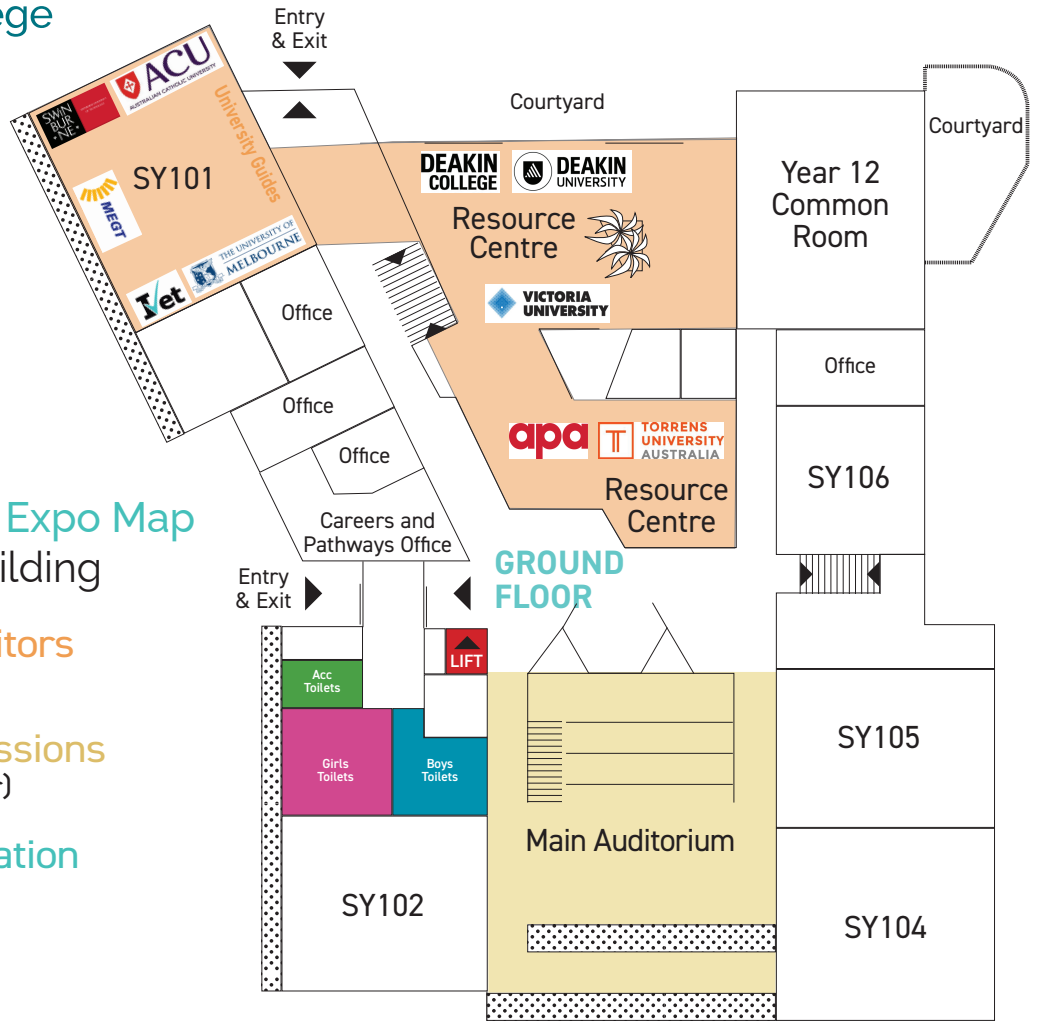 ege
Entry
& Exit
ACU
AUSTRALIAN CATHOLIC UNIVERSITY
SWIN
BUR
NE
University Guides
SY101
MEGT
Vet
THE UNIVERSITY OF
MELBOURNE
Courtyard
Courtyard
DEAKIN
COLLEGE
DEAKIN
UNIVERSITY
Resource
Centre
VICTORIA
UNIVERSITY
Year 12
Common
Room
Office
Office
Office
Office
apa
TORRENS
UNIVERSITY
AUSTRALIA
Resource
Centre
SY106
Expo Map
ilding
Careers and
Pathways Office
Entry
& Exit
GROUND
FLOOR
itors
LIFT
Acc
Toilets
Girls
Toilets
Boys
Toilets
ssions
r)
ation
Main Auditorium
SY105
SY102
SY104